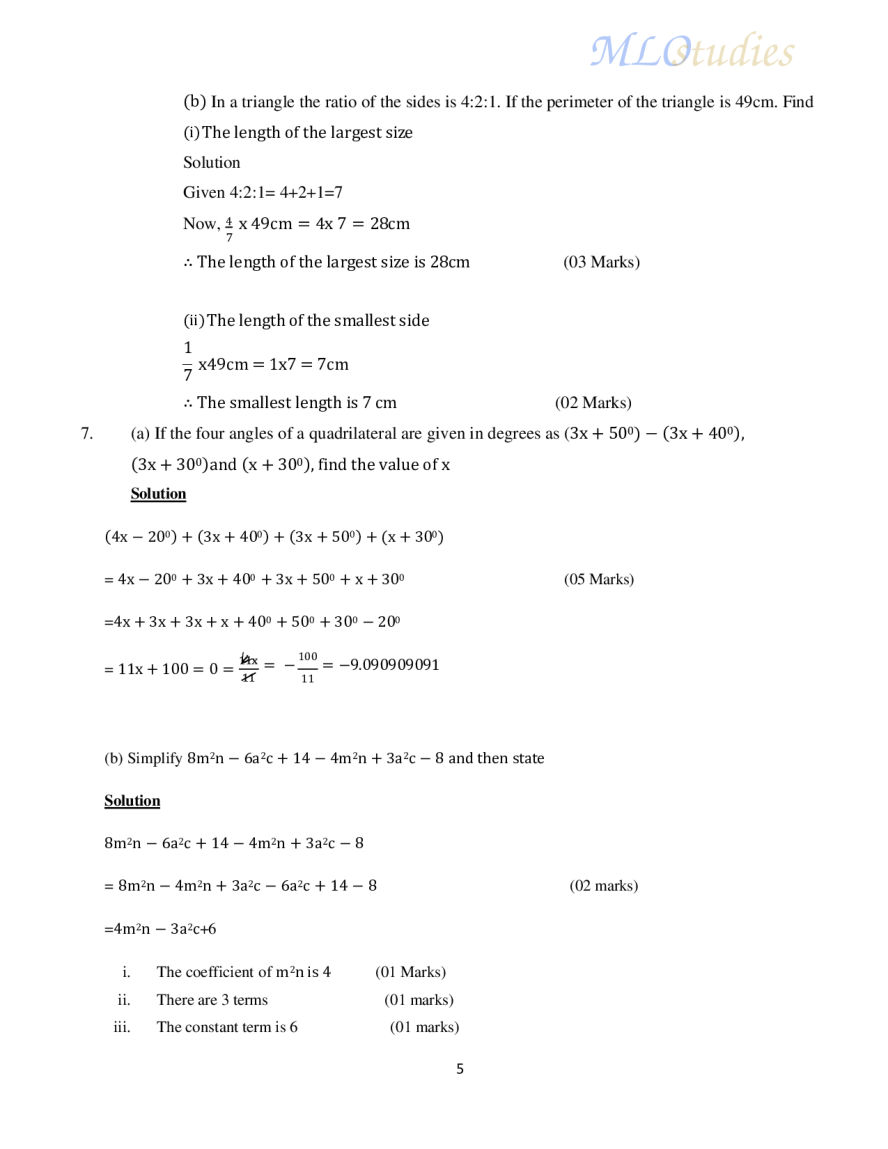 MLOstudies
(b) In a triangle the ratio of the sides is 4:2:1. If the perimeter of the triangle is 49cm. Find
(i) The length of the largest size
Solution
Given 4:2:1= 4+2+1=7
Now, 4/7 x 49cm = 4x 7 = 28cm
∴ The length of the largest size is 28cm (03 Marks)
(ii) The length of the smallest side
1/7 x49cm = 1x7 = 7cm
∴ The smallest length is 7 cm (02 Marks)
7. (a) If the four angles of a quadrilateral are given in degrees as (3x + 50⁰) − (3x + 40⁰),
(3x + 30⁰)and (x + 30⁰), find the value of x
Solution
(4x − 20⁰) + (3x + 40⁰) + (3x + 50⁰) + (x + 30⁰)
= 4x − 20⁰ + 3x + 40⁰ + 3x + 50⁰ + x + 30⁰ (05 Marks)
=4x + 3x + 3x + x + 40⁰ + 50⁰ + 30⁰ − 20⁰
= 11x + 100 = 0 = 11x/11 = −100/11 = −9.090909091
(b) Simplify 8m²n − 6a²c + 14 − 4m²n + 3a²c − 8 and then state
Solution
8m²n − 6a²c + 14 − 4m²n + 3a²c − 8
= 8m²n − 4m²n + 3a²c − 6a²c + 14 − 8 (02 marks)
=4m²n − 3a²c+6
i. The coefficient of m²n is 4 (01 Marks)
ii. There are 3 terms (01 marks)
iii. The constant term is 6 (01 marks)
5